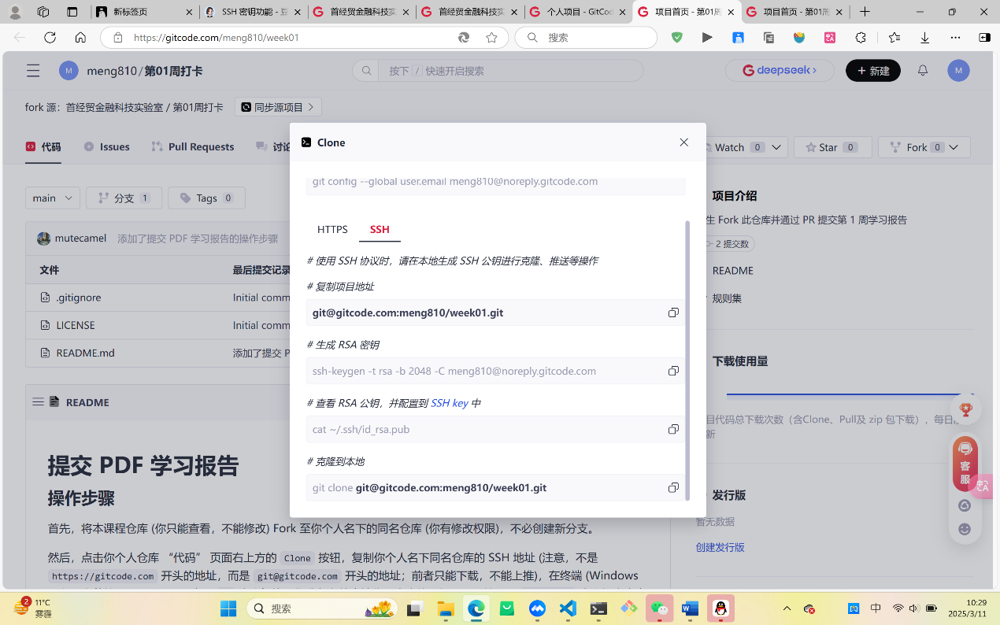 新标签页
SSH 密钥功能 - 豆
首经贸金融科技实
首经贸金融科技实
个人项目 - GitCod
项目首页 - 第01周
项目首页 - 第01周
https://gitcode.com/meng810/week01
搜索
M
meng810/第01周打卡
按下 / 快速开启搜索
deepseek
+ 新建
M
fork 源：
首经贸金融科技实验室 / 第01周打卡
同步源项目
代码
Issues
Pull Requests
讨论
Watch 0
Star 0
Fork 0
main
分支 1
Tags 0
mutecamel
添加了提交 PDF 学习报告的操作步骤
文件
最后提交记录
.gitignore
Initial comm
LICENSE
Initial comm
README.md
添加了提交 P
README
提交 PDF 学习报告
操作步骤
首先，将本课程仓库 (你只能查看，不能修改) Fork 至你个人名下的同名仓库 (你有修改权限)，不必创建新分支。
然后，点击你个人仓库 “代码” 页面右上方的 Clone 按钮，复制你个人名下同名仓库的 SSH 地址 (注意，不是
https://gitcode.com 开头的地址，而是 git@gitcode.com 开头的地址；前者只能下载，不能上推)，在终端 (Windows
Clone
git config --global user.email meng810@noreply.gitcode.com
HTTPS
SSH
# 使用 SSH 协议时，请在本地生成 SSH 公钥进行克隆、推送等操作
# 复制项目地址
git@gitcode.com:meng810/week01.git
# 生成 RSA 密钥
ssh-keygen -t rsa -b 2048 -C meng810@noreply.gitcode.com
# 查看 RSA 公钥，并配置到 SSH key 中
cat ~/.ssh/id_rsa.pub
# 克隆到本地
git clone git@gitcode.com:meng810/week01.git
项目介绍
生 Fork 此仓库并通过 PR 提交第 1 周学习报告
2 提交数
README
规则集
下载使用量
目代码总下载次数（含Clone、Pull及 zip 包下载），每日
新
发行版
暂无数据
创建发行版
客
服
2
11°C
雾霾
搜索
中
10:29
2025/3/11